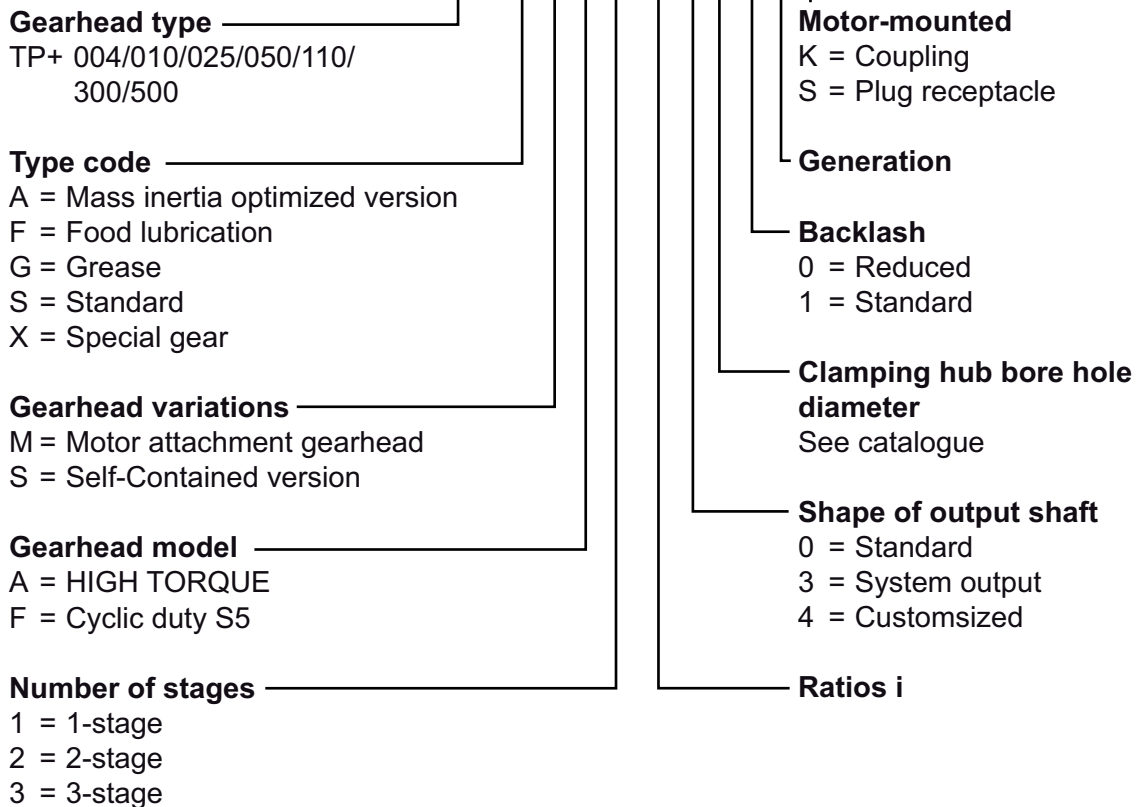 Gearhead type
TP+ 004/010/025/050/110/
300/500
Type code
A = Mass inertia optimized version
F = Food lubrication
G = Grease
S = Standard
X = Special gear
Gearhead variations
M = Motor attachment gearhead
S = Self-Contained version
Gearhead model
A = HIGH TORQUE
F = Cyclic duty S5
Number of stages
1 = 1-stage
2 = 2-stage
3 = 3-stage
Motor-mounted
K = Coupling
S = Plug receptacle
Generation
Backlash
0 = Reduced
1 = Standard
Clamping hub bore hole
diameter
See catalogue
Shape of output shaft
0 = Standard
3 = System output
4 = Customsized
Ratios i